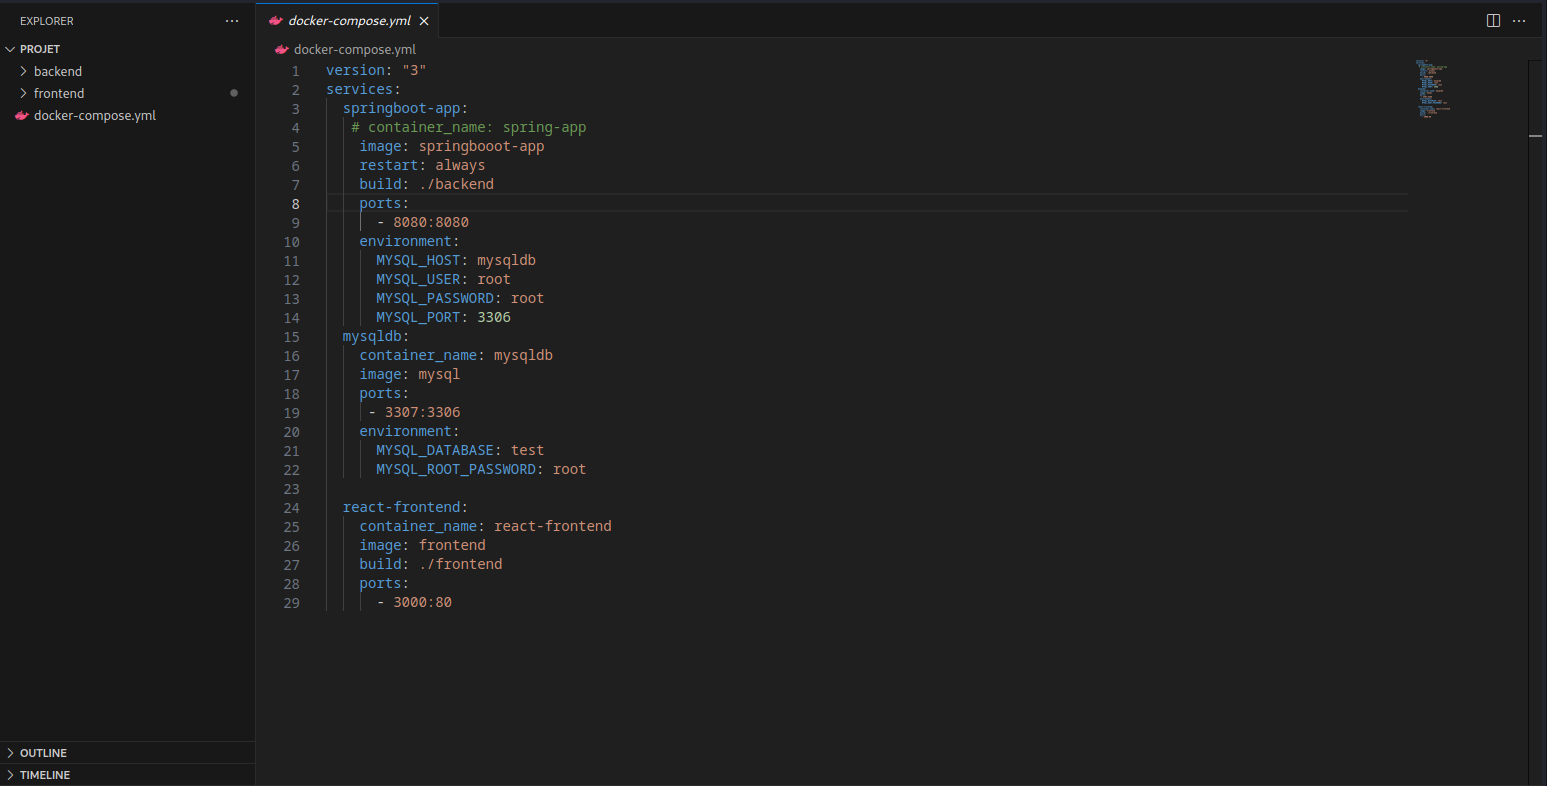 EXPLORER
PROJET
backend
frontend
docker-compose.yml
OUTLINE
TIMELINE
docker-compose.yml
docker-compose.yml
1 version: "3"
2 services:
3 springboot-app:
4 # container_name: spring-app
5 image: springbooot-app
6 restart: always
7 build: ./backend
8 ports:
9 - 8080:8080
10 environment:
11 MYSQL_HOST: mysqldb
12 MYSQL_USER: root
13 MYSQL_PASSWORD: root
14 MYSQL_PORT: 3306
15 mysqldb:
16 container_name: mysqldb
17 image: mysql
18 ports:
19 - 3307:3306
20 environment:
21 MYSQL_DATABASE: test
22 MYSQL_ROOT_PASSWORD: root
23
24 react-frontend:
25 container_name: react-frontend
26 image: frontend
27 build: ./frontend
28 ports:
29 - 3000:80